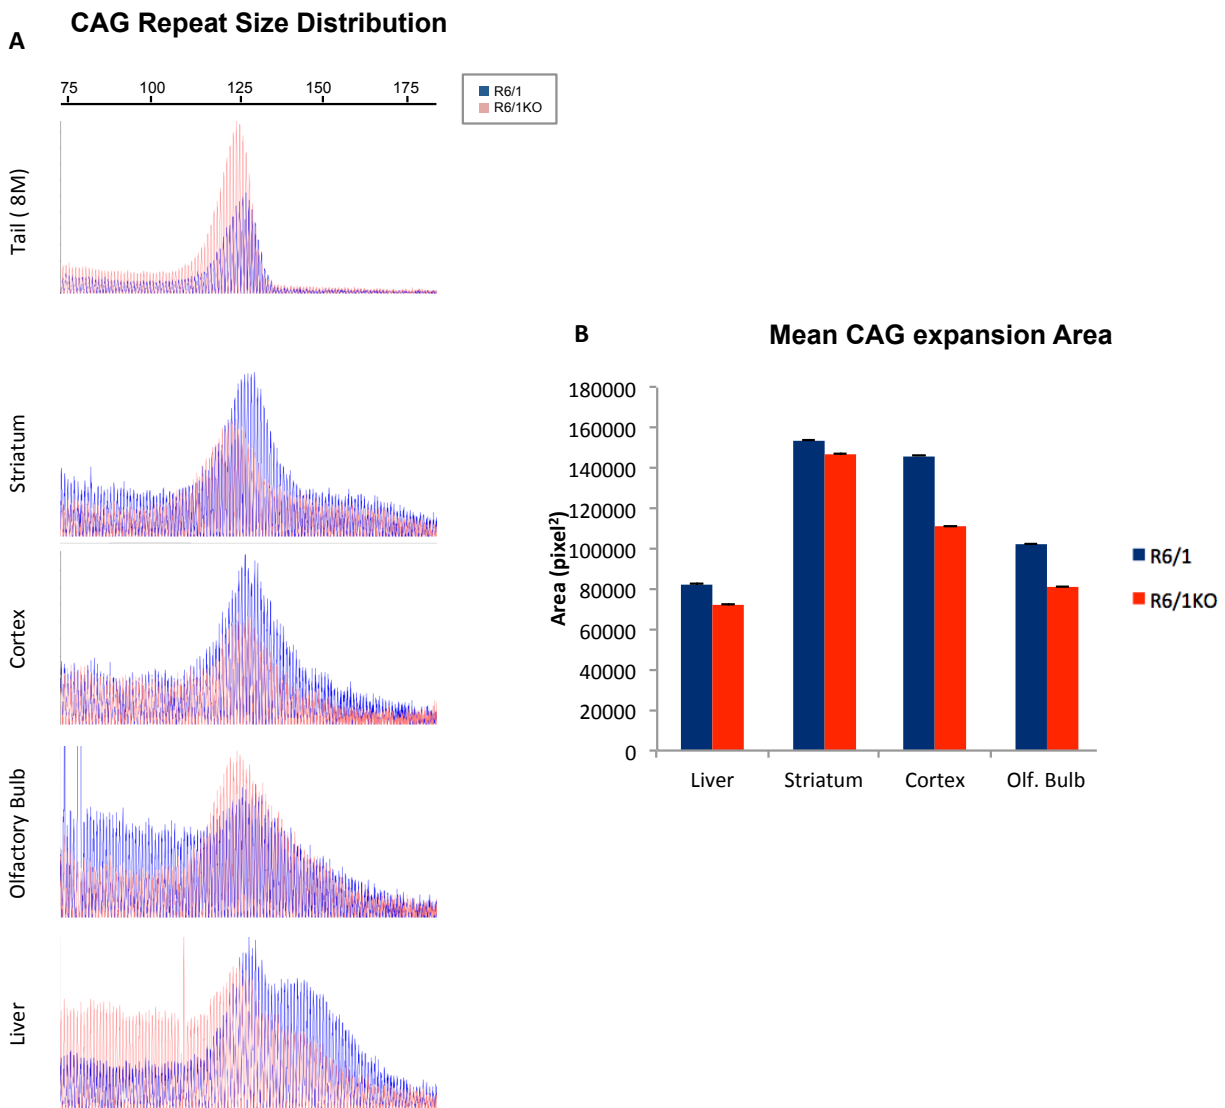 CAG Repeat Size Distribution
A
75 100 125 150 175
R6/1
R6/1KO
Tail ( 8M)
Striatum
Cortex
Olfactory Bulb
Liver
B
Mean CAG expansion Area
180000
160000
140000
120000
100000
80000
60000
40000
20000
0
Area (pixel²)
Liver Striatum Cortex Olf. Bulb
R6/1
R6/1KO